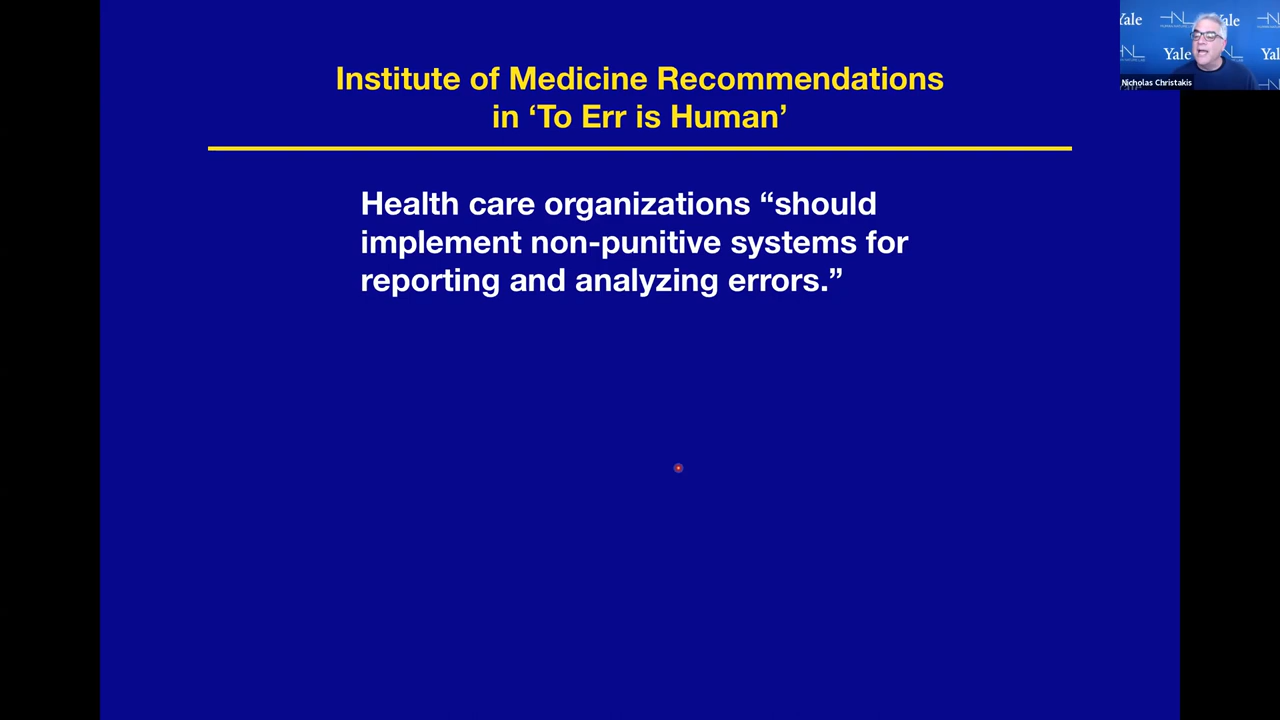 Institute of Medicine Recommendations
in ‘To Err is Human’
Health care organizations “should
implement non-punitive systems for
reporting and analyzing errors.”
Yale
Yale
Yale
Nicholas Christakis